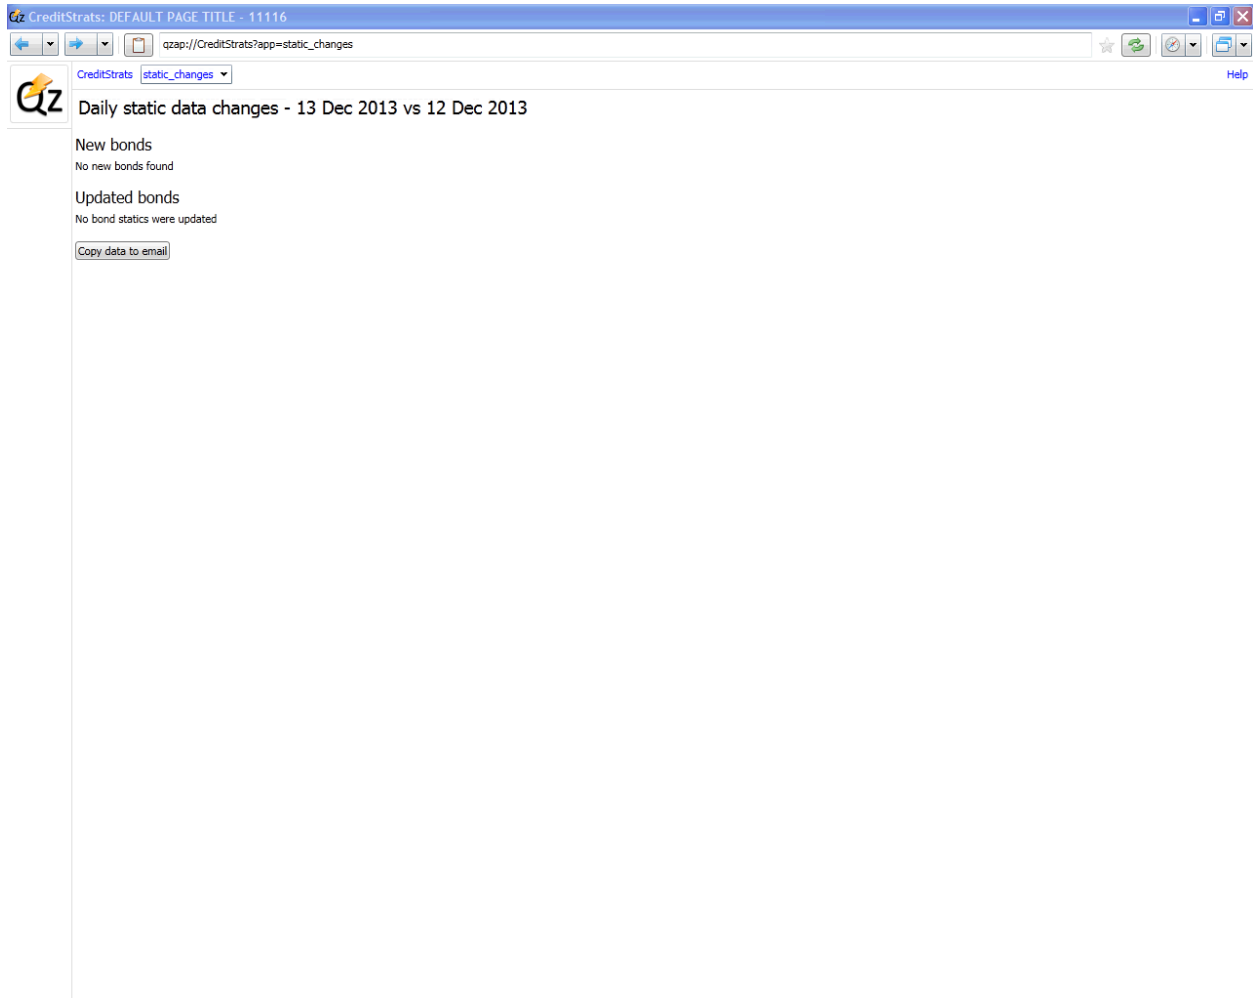 CreditStrats: DEFAULT PAGE TITLE - 11116
qzap://CreditStrats?app=static_changes
CreditStrats static_changes Help
Qz
Daily static data changes - 13 Dec 2013 vs 12 Dec 2013
New bonds
No new bonds found
Updated bonds
No bond statics were updated
Copy data to email